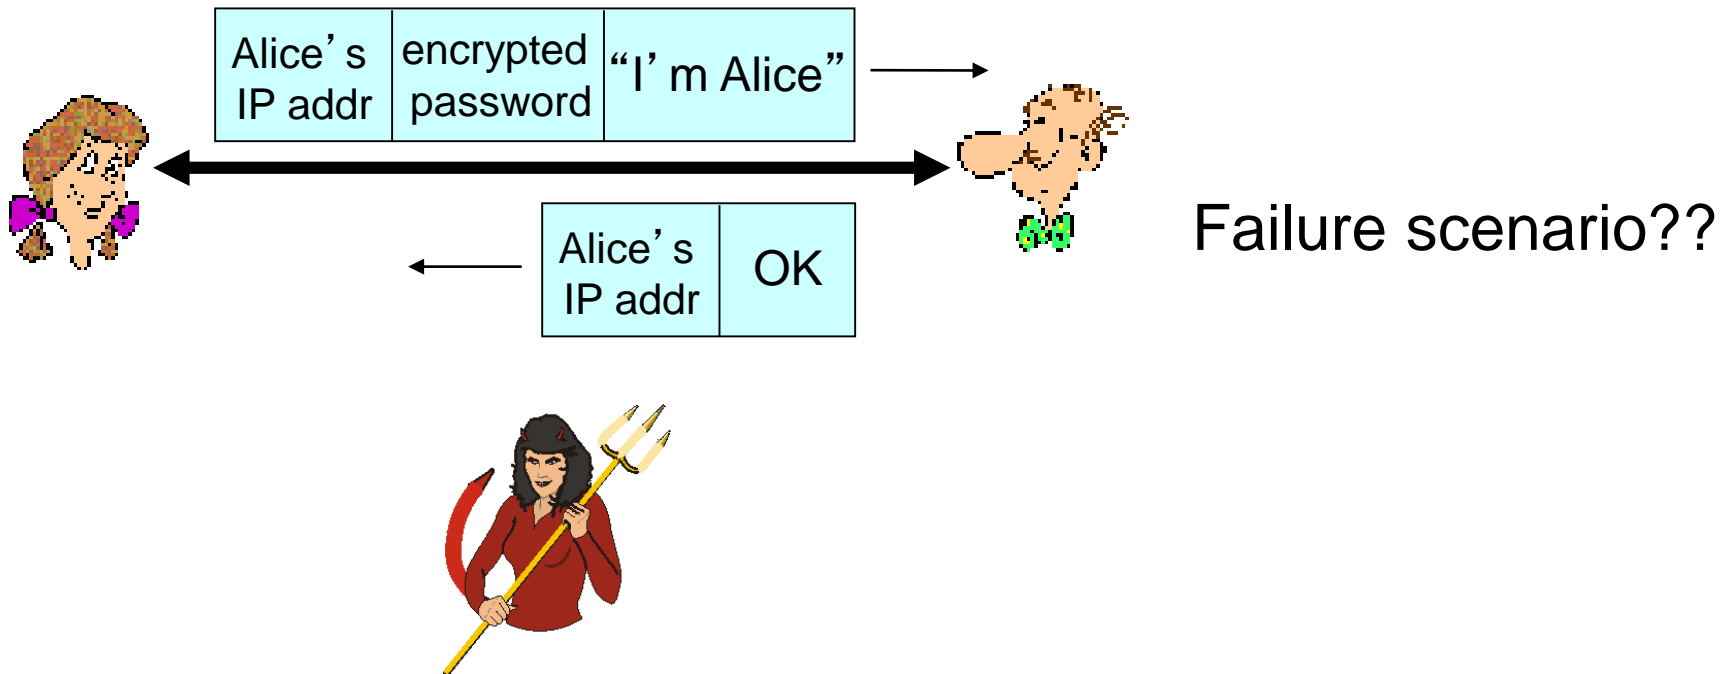 Alice’s
IP addr
encrypted
password
“I’m Alice”
Alice’s
IP addr
OK
Failure scenario??